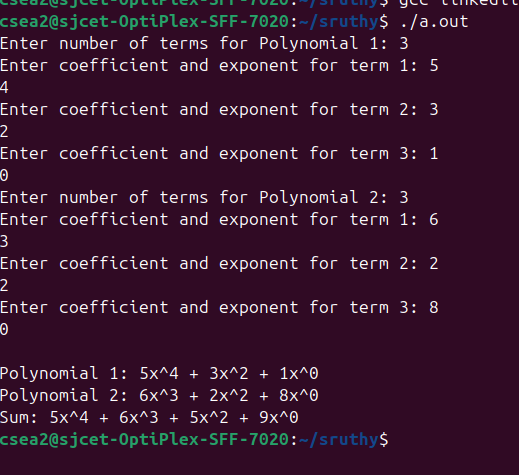 csea2@sjcet-OptiPlex-SFF-7020:~/sruthy$ gcc
csea2@sjcet-OptiPlex-SFF-7020:~/sruthy$ ./a.out
Enter number of terms for Polynomial 1: 3
Enter coefficient and exponent for term 1: 5
4
Enter coefficient and exponent for term 2: 3
2
Enter coefficient and exponent for term 3: 1
0
Enter number of terms for Polynomial 2: 3
Enter coefficient and exponent for term 1: 6
3
Enter coefficient and exponent for term 2: 2
2
Enter coefficient and exponent for term 3: 8
0
Polynomial 1: 5x^4 + 3x^2 + 1x^0
Polynomial 2: 6x^3 + 2x^2 + 8x^0
Sum: 5x^4 + 6x^3 + 5x^2 + 9x^0
csea2@sjcet-OptiPlex-SFF-7020:~/sruthy$